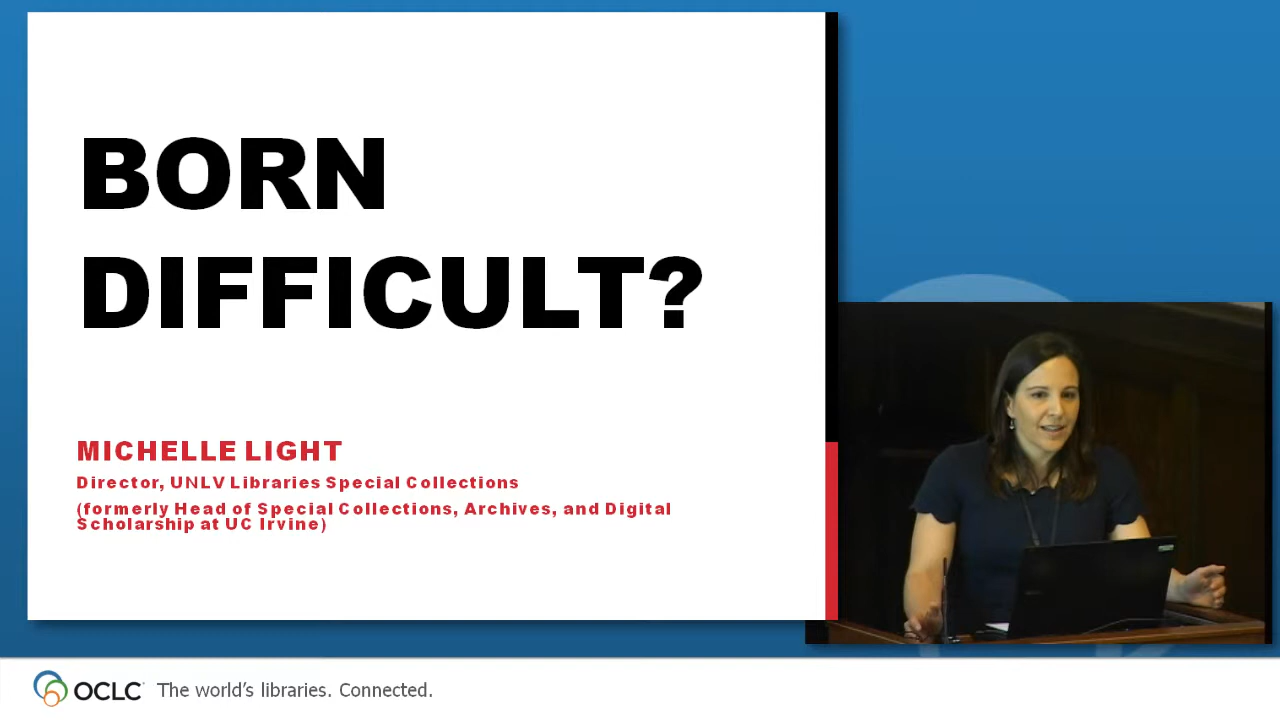 BORN
DIFFICULT?
MICHELLE LIGHT
Director, UNLV Libraries Special Collections
(formerly Head of Special Collections, Archives, and Digital
Scholarship at UC Irvine)
OCLC The world's libraries. Connected.